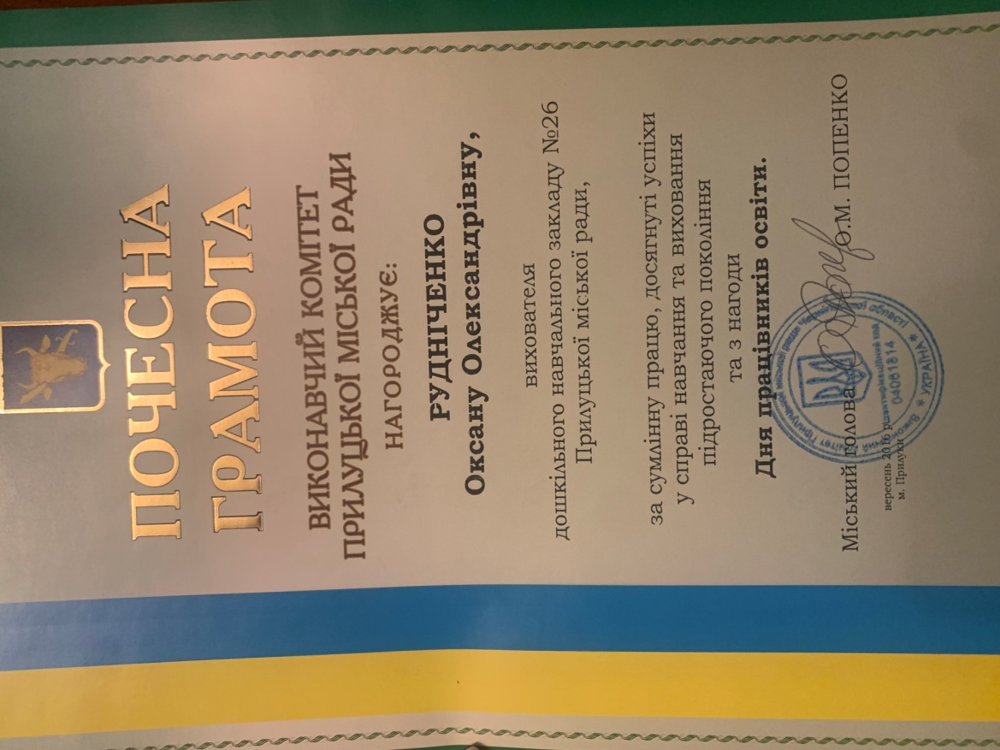 ПОЧЕСНА
ГРАМОТА
ВИКОНАВЧИЙ КОМІТЕТ
ПРИЛУЦЬКОЇ МІСЬКОЇ РАДИ
НАГОРОДЖУЄ:
РУДНІЧЕНКО
Оксану Олександрівну,
вихователя
дошкільного навчального закладу №26
Прилуцької міської ради,
за сумлінну працю, досягнуті успіхи
у справі навчання та виховання
підростаючого покоління
та з нагоди
Дня працівників освіти.
Міський голова О.М. ПОПЕНКО
вересень 2016 р.
м. Прилуки
ідентифікаційний код
04061814
* УКРАЇНА *